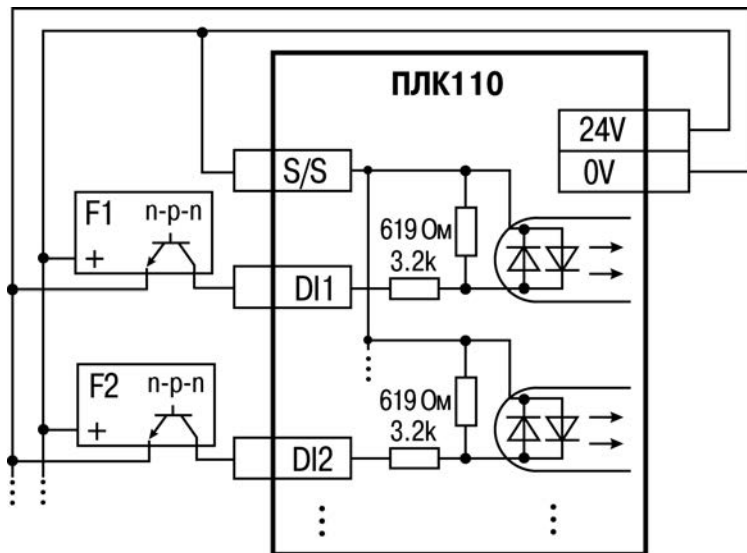 ПЛК110
24V
0V
S/S
F1 n-p-n
+
619 Ом
3.2k
DI1
F2 n-p-n
+
619 Ом
3.2k
DI2